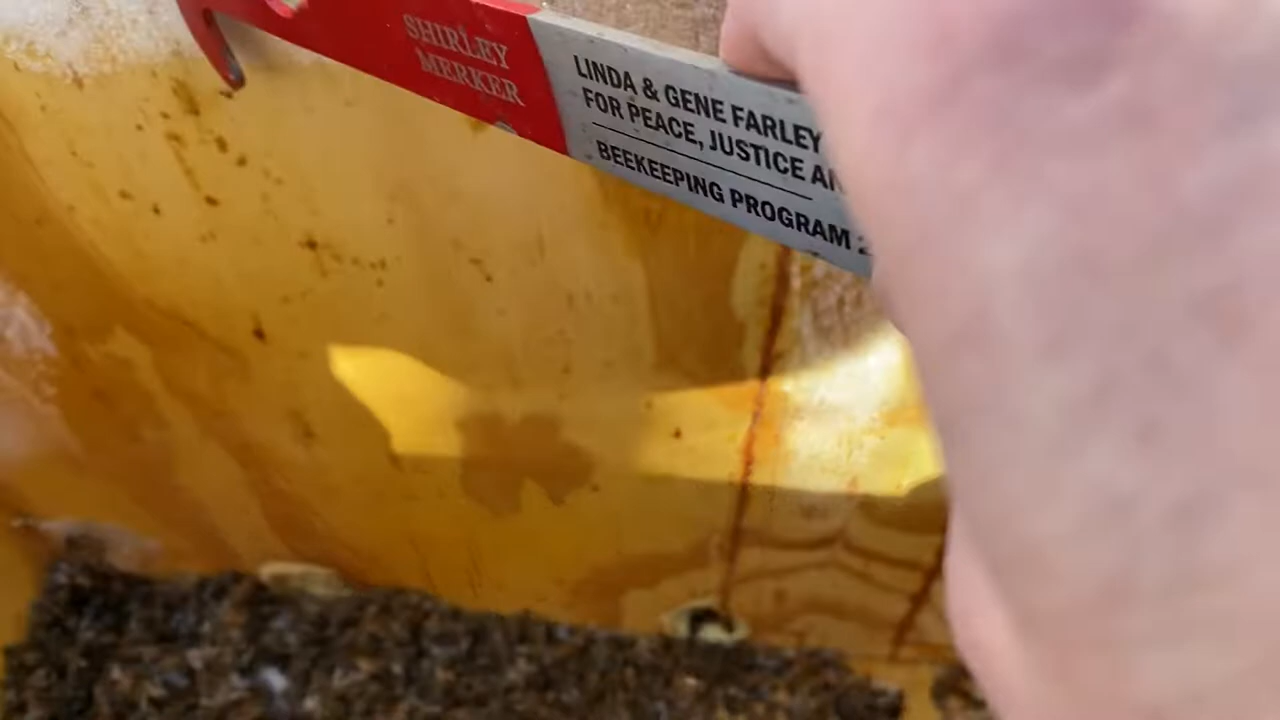 SHIRLEY
MERKER
LINDA & GENE FARLEY
FOR PEACE, JUSTICE
BEEKEEPING PROGRAM